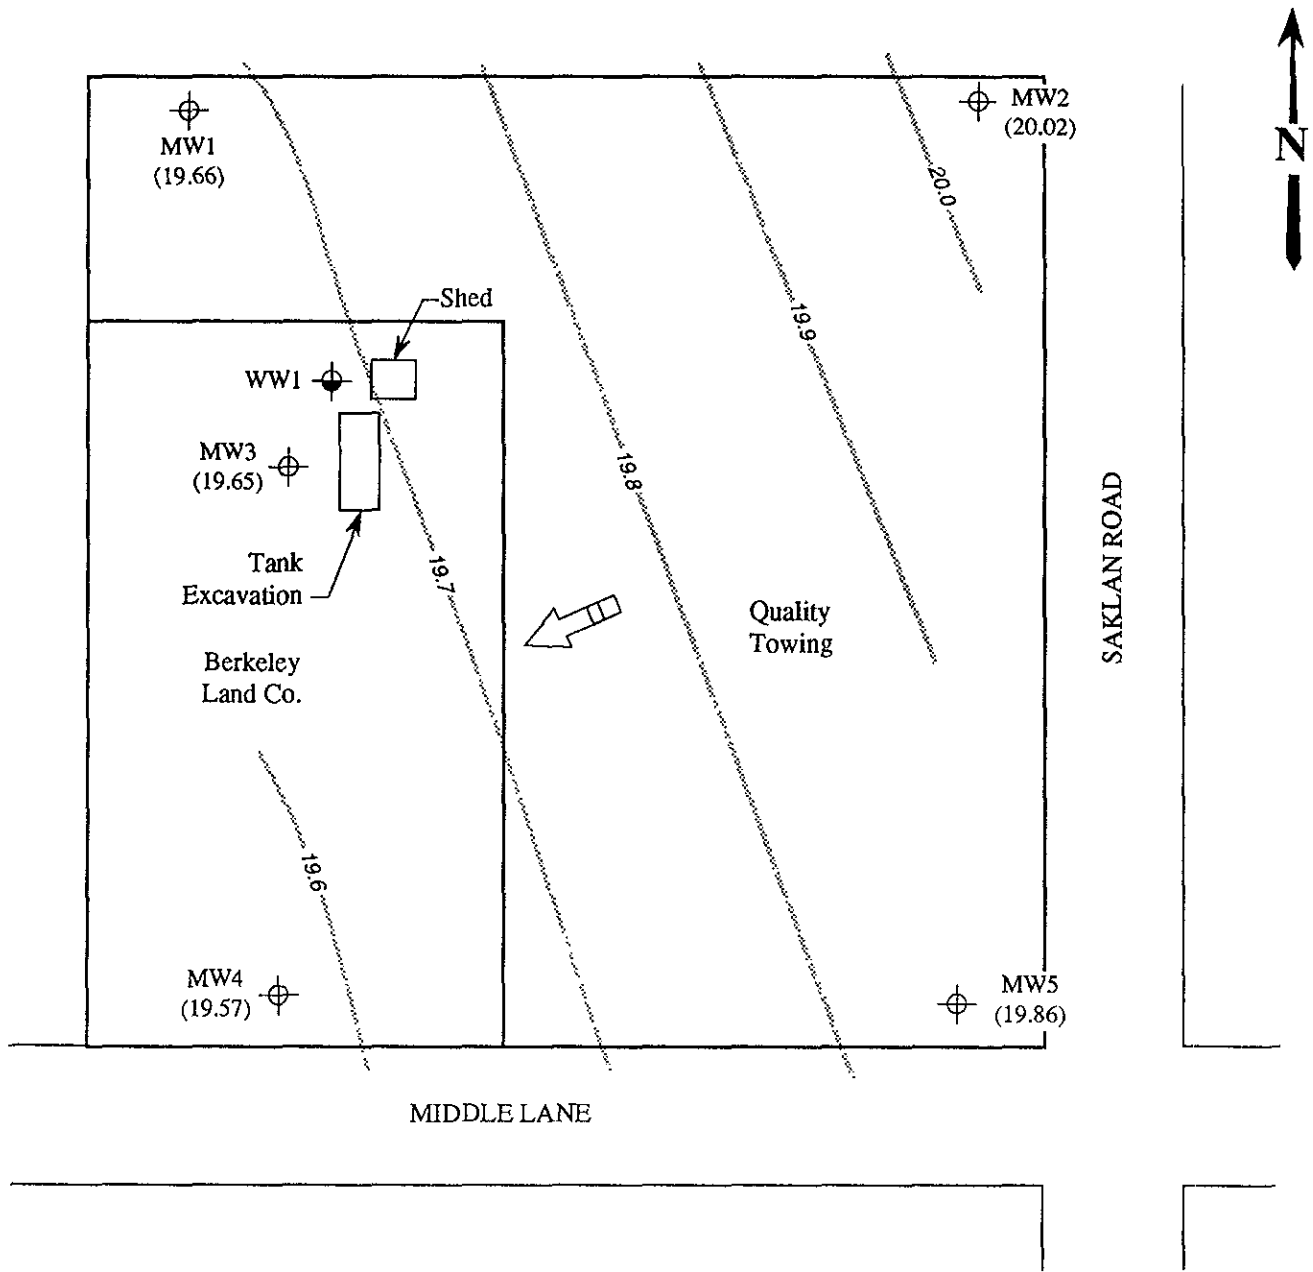 MW1
(19.66)
MW2
(20.02)
N
20.0
Shed
19.9
WW1
MW3
(19.65)
19.8
Tank
Excavation
19.7
Quality
Towing
SAKLAN ROAD
Berkeley
Land Co.
19.6
MW4
(19.57)
MW5
(19.86)
MIDDLE LANE